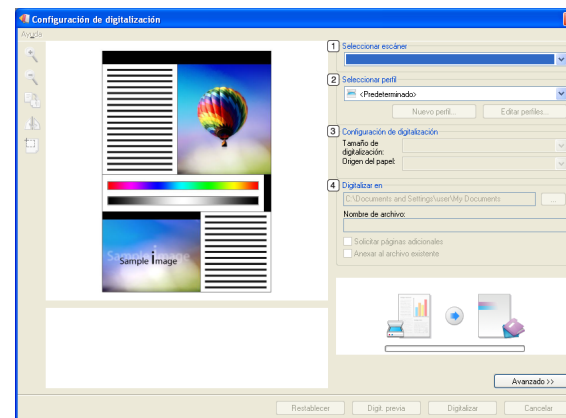 Configuración de digitalización
Ayuda
1 Seleccionar escáner
2 Seleccionar perfil
<Predeterminado>
Nuevo perfil...
Editar perfiles...
3 Configuración de digitalización
Tamaño de
digitalización:
Origen del papel:
4 Digitalizar en
C:\Documents and Settings\user\My Documents
...
Nombre de archivo:
Solicitar páginas adicionales
Anexar al archivo existente
Sample image
Sample image
Avanzado >>
Restablecer
Digit. previa
Digitalizar
Cancelar